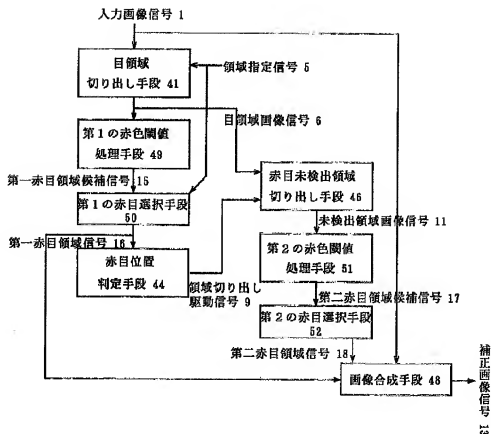 入力画像信号 1
目領域
切り出し手段 41
領域指定信号 5
目領域画像信号 6
第1の赤色閾値
処理手段 49
第一赤目領域候補信号 15
第1の赤目選択手段
50
赤目未検出領域
切り出し手段 46
未検出領域画像信号 11
第一赤目領域信号 16
赤目位置
判定手段 44
領域切り出し
駆動信号 9
第2の赤色閾値
処理手段 51
第二赤目領域候補信号 17
第2の赤目選択手段
52
第二赤目領域信号 18
画像合成手段 48
補正画像信号